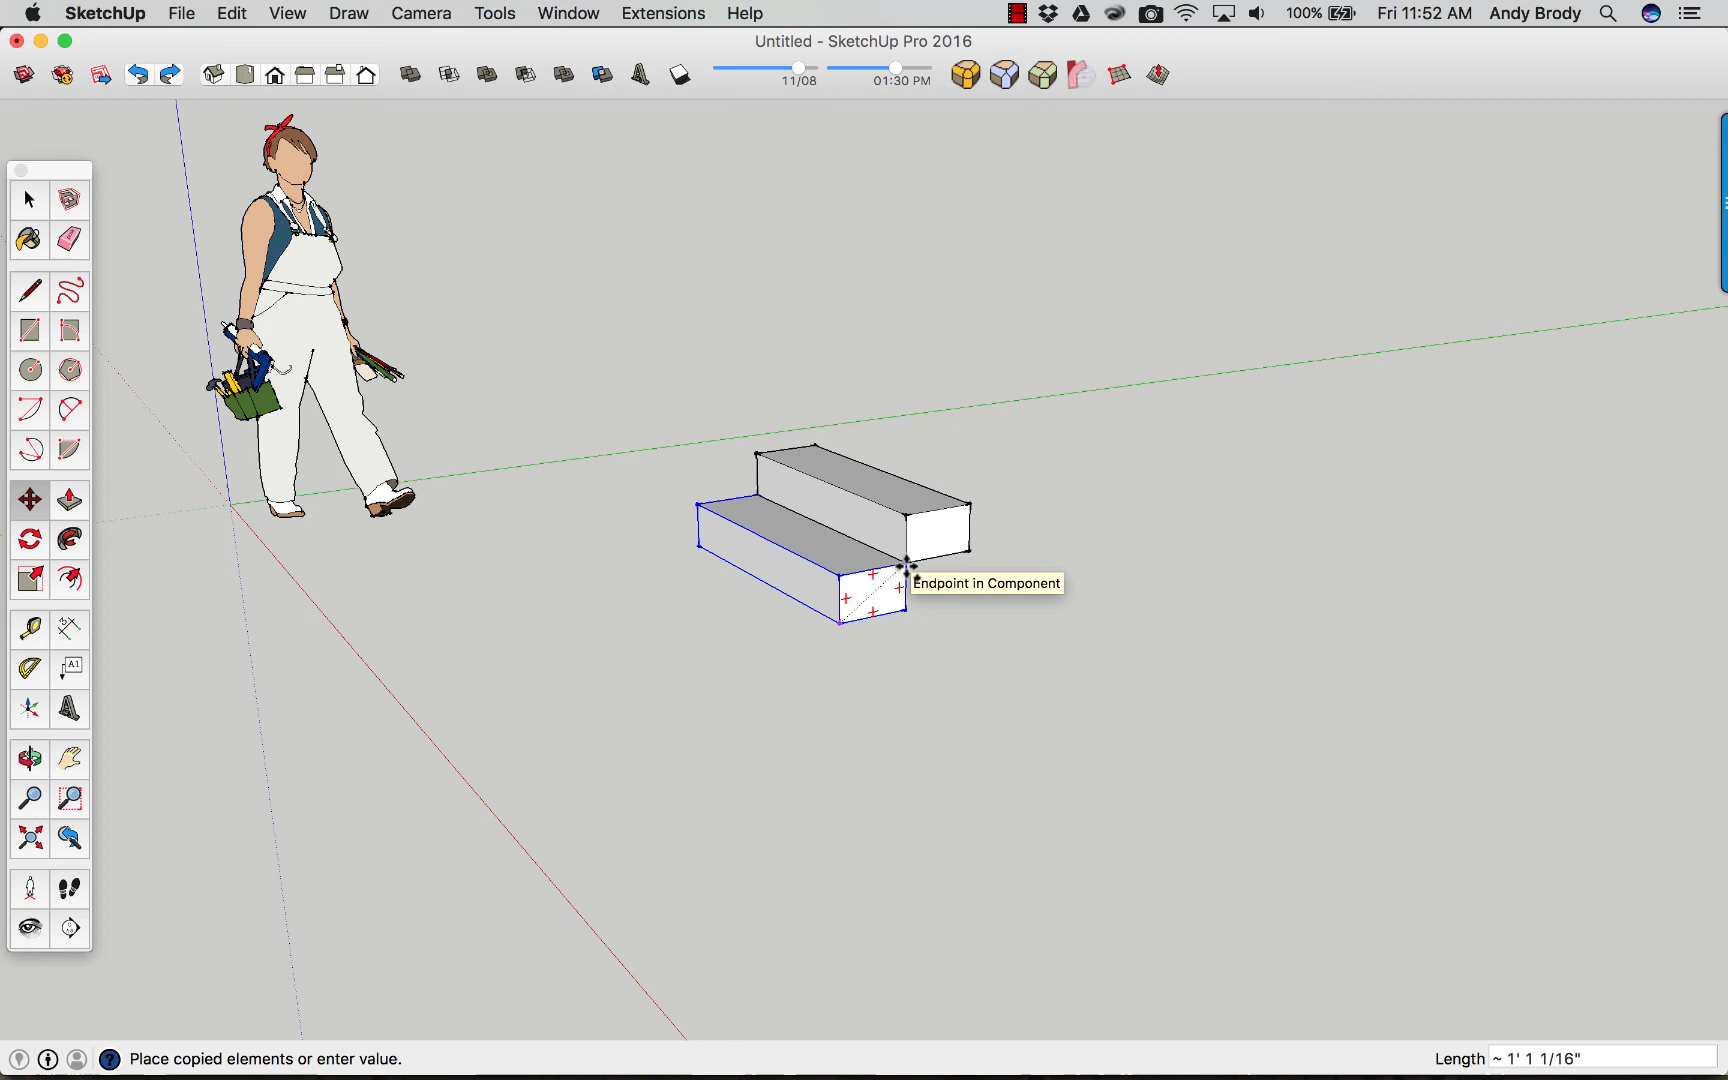 SketchUp File Edit View Draw Camera Tools Window Extensions Help 100% Fri 11:52 AM Andy Brody
Untitled - SketchUp Pro 2016
11/08 01:30 PM
A1
Endpoint in Component
Place copied elements or enter value. Length ~ 1' 1 1/16"